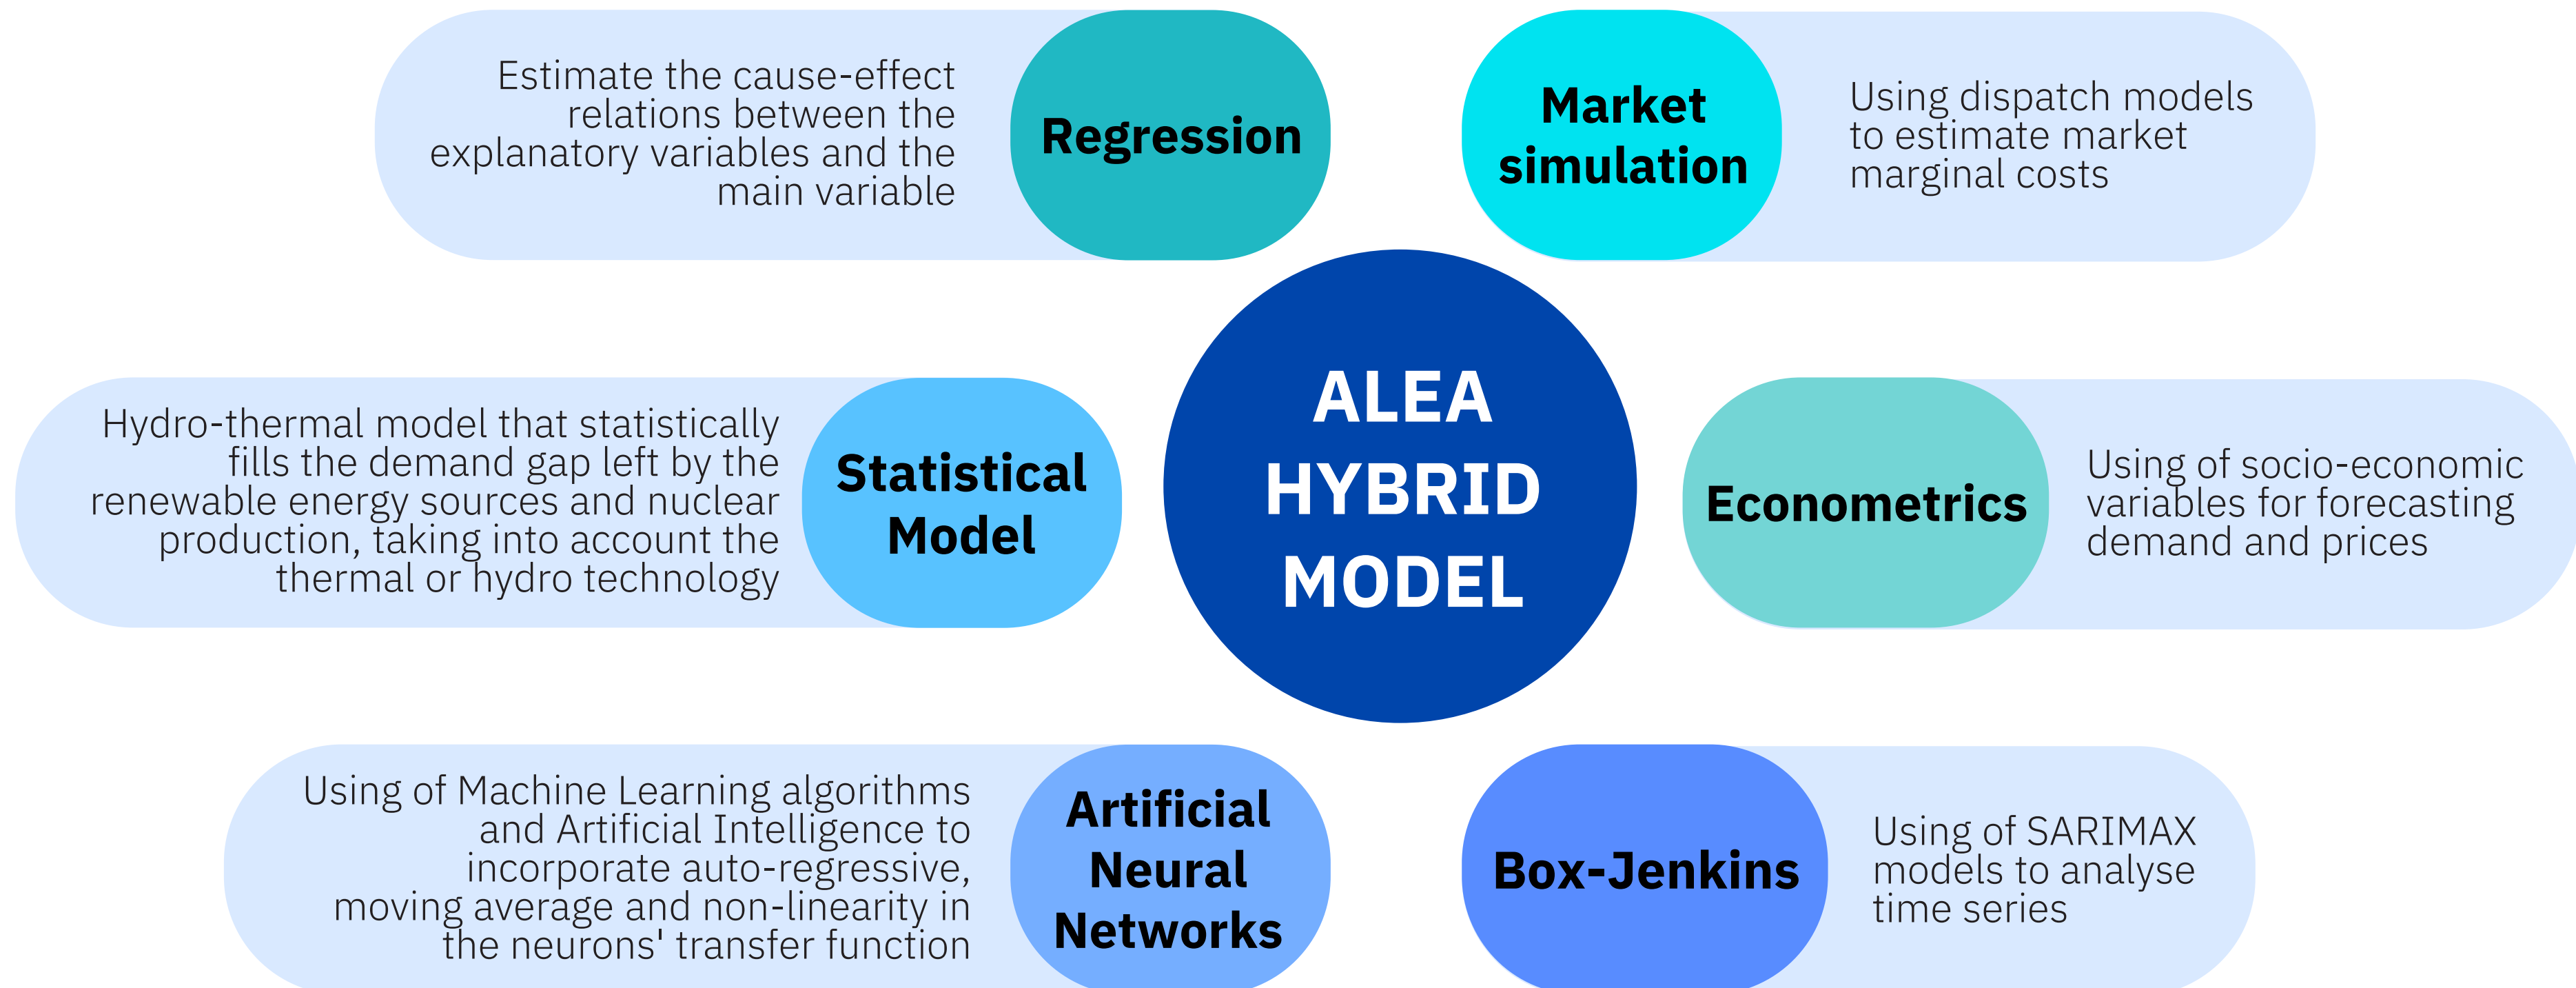 Estimate the cause-effect
relations between the
explanatory variables and the
main variable
Regression
Market
simulation
Using dispatch models
to estimate market
marginal costs
Hydro-thermal model that statistically
fills the demand gap left by the
renewable energy sources and nuclear
production, taking into account the
thermal or hydro technology
Statistical
Model
ALEA
HYBRID
MODEL
Econometrics
Using of socio-economic
variables for forecasting
demand and prices
Using of Machine Learning algorithms
and Artificial Intelligence to
incorporate auto-regressive,
moving average and non-linearity in
the neurons' transfer function
Artificial
Neural
Networks
Box-Jenkins
Using of SARIMAX
models to analyse
time series